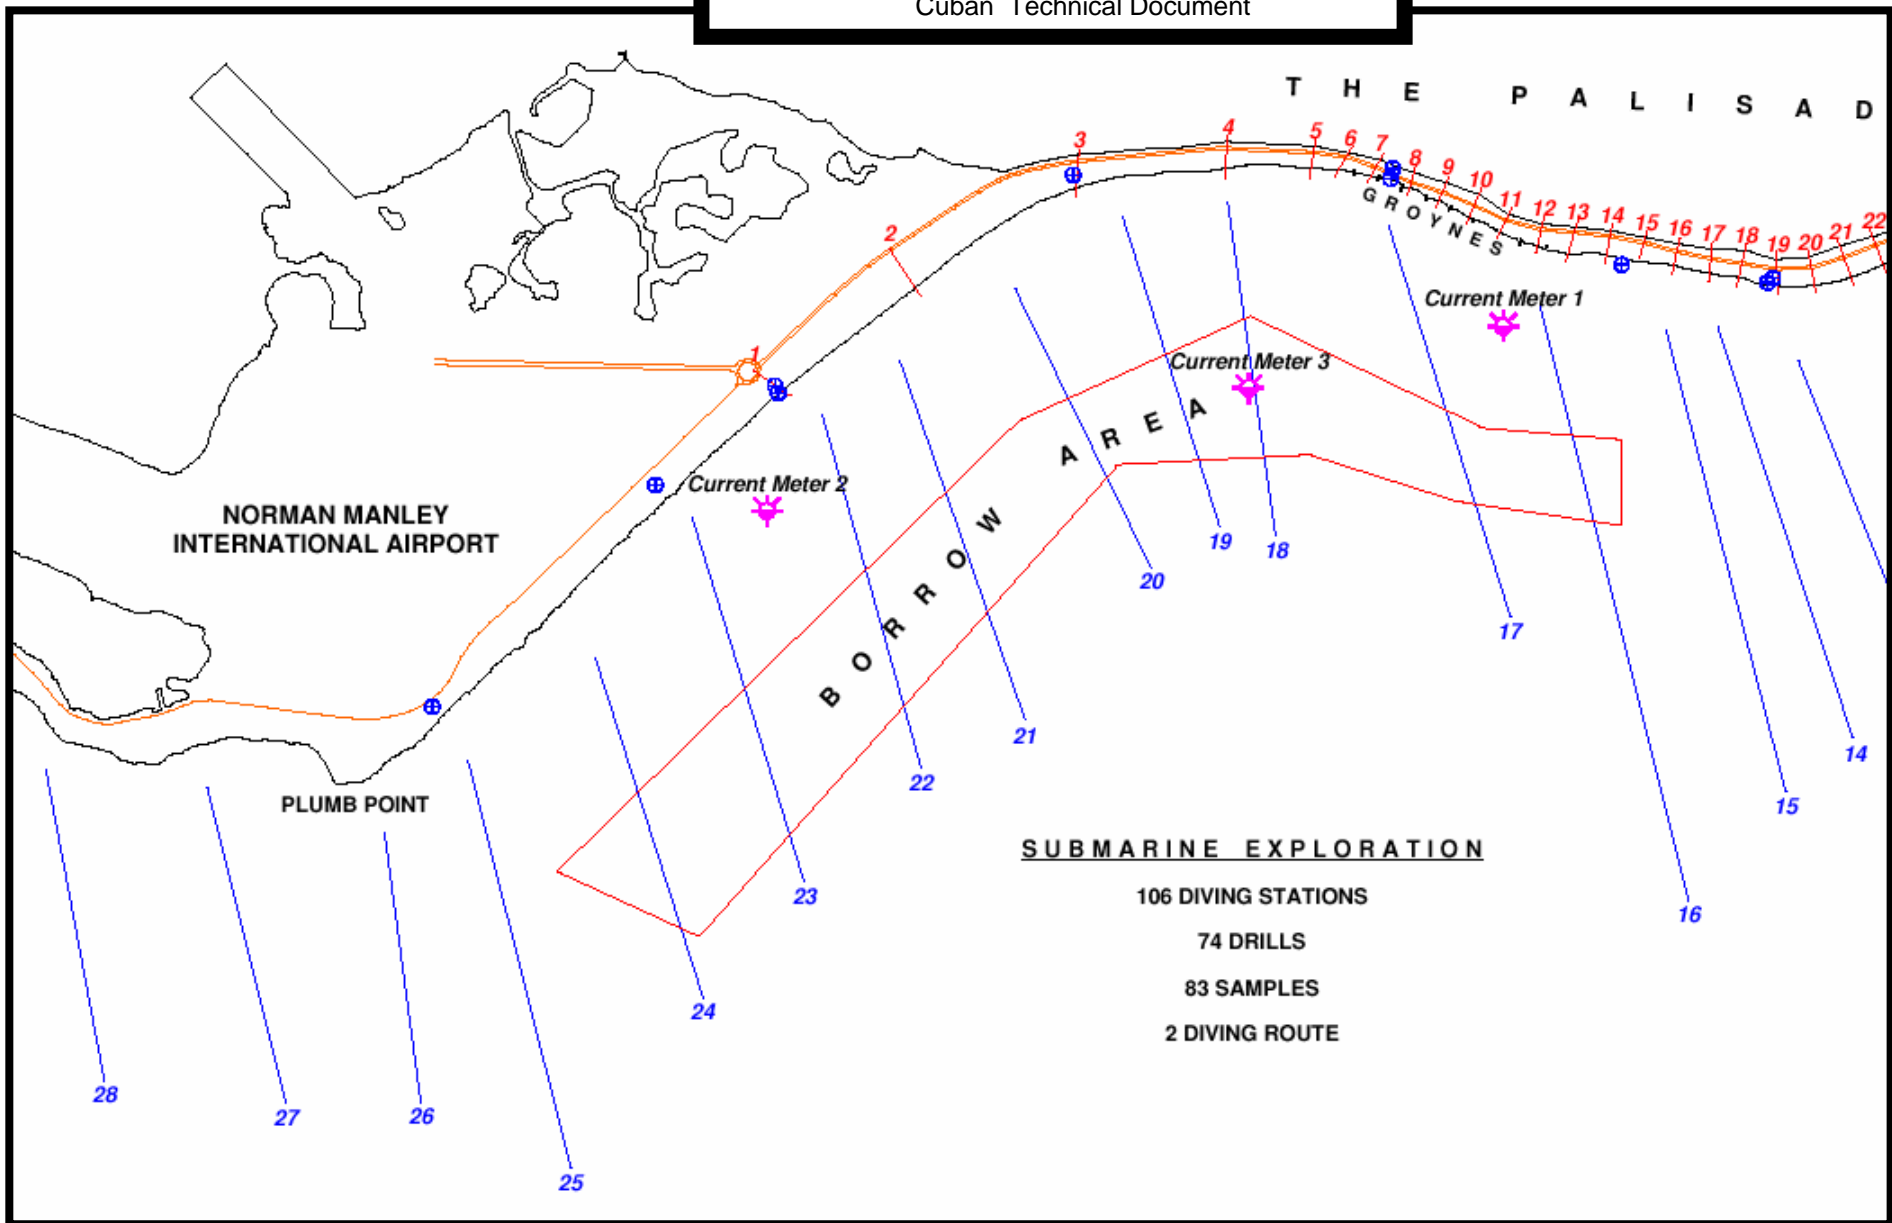 Cuban Technical Document
T H E P A L I S A D
1
2
3
4
5
6
7
8
9
10
11
12
13
14
15
16
17
18
19
20
21
22
GROYNES
Current Meter 1
Current Meter 3
Current Meter 2
BORROW AREA
NORMAN MANLEY
INTERNATIONAL AIRPORT
PLUMB POINT
28
27
26
25
24
23
22
21
20
19
18
17
16
15
14
SUBMARINE EXPLORATION
106 DIVING STATIONS
74 DRILLS
83 SAMPLES
2 DIVING ROUTE